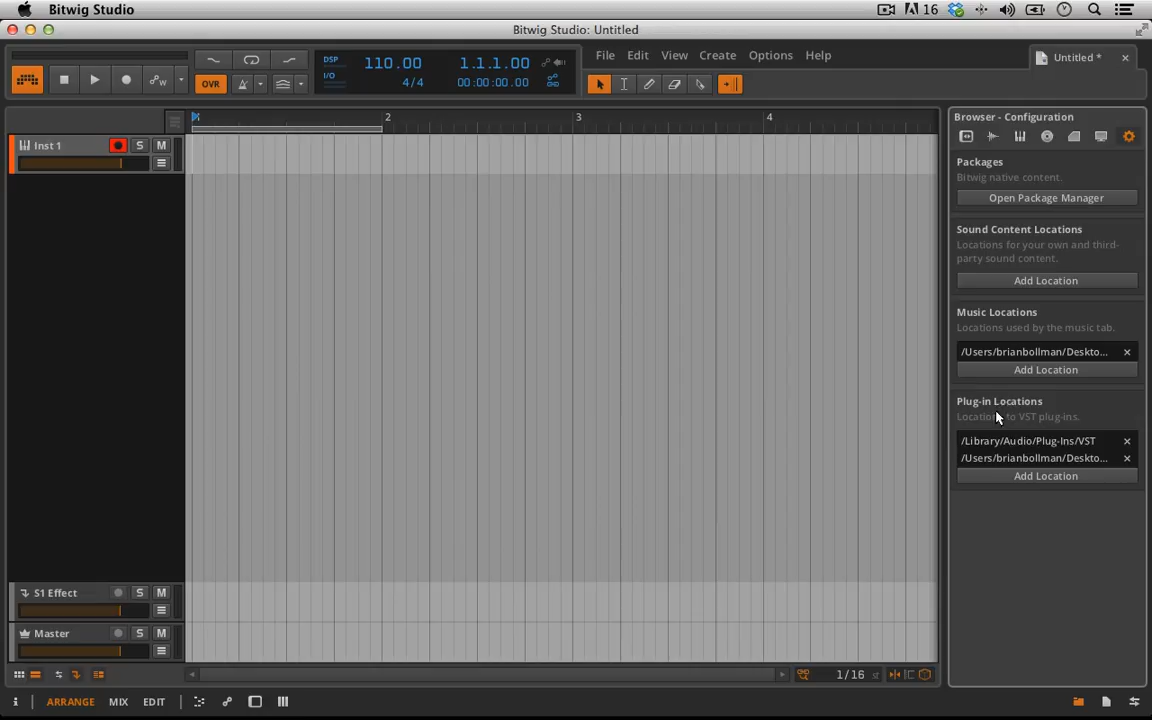 Bitwig Studio
16
Bitwig Studio: Untitled
OVR
DSP
I/O
110.00
4/4
1.1.1.00
00:00:00.00
File Edit View Create Options Help
Untitled *
2
3
4
Inst 1
S M
S1 Effect
S M
Master
S M
1/16
ARRANGE MIX EDIT
Browser - Configuration
Packages
Bitwig native content.
Open Package Manager
Sound Content Locations
Locations for your own and third-
party sound content.
Add Location
Music Locations
Locations used by the music tab.
/Users/brianbollman/Deskto...
Add Location
Plug-in Locations
Locations to VST plug-ins.
/Library/Audio/Plug-Ins/VST
/Users/brianbollman/Deskto...
Add Location